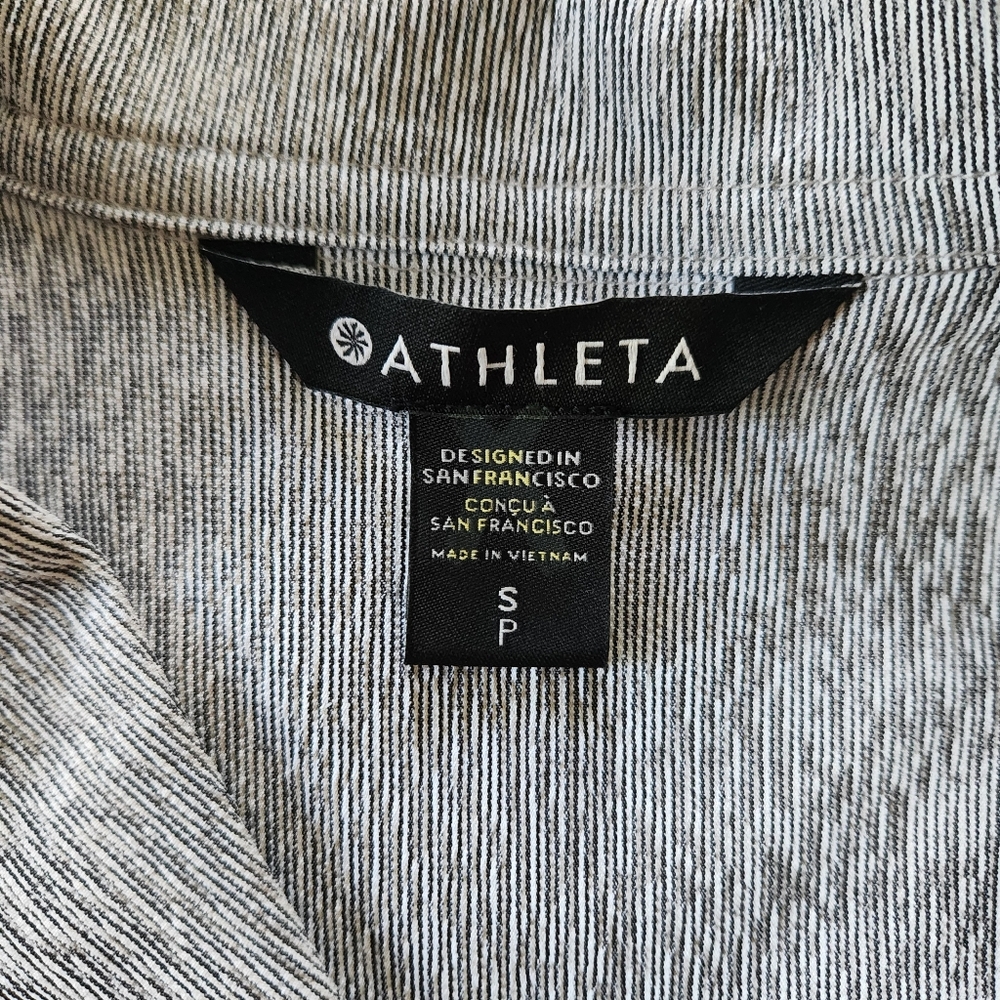 ATHLETA
DESIGNED IN
SAN FRANCISCO
CONÇU À
SAN FRANCISCO
MADE IN VIETNAM
S
P